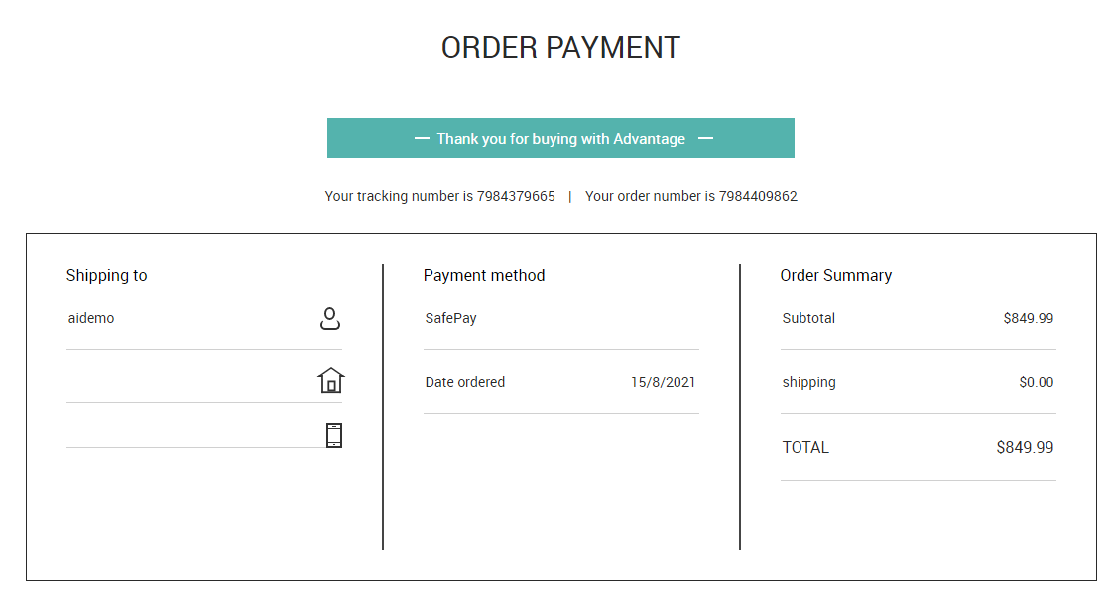 ORDER PAYMENT
— Thank you for buying with Advantage —
Your tracking number is 7984379665 | Your order number is 7984409862
Shipping to
aidemo
Payment method
SafePay
Date ordered 15/8/2021
Order Summary
Subtotal $849.99
shipping $0.00
TOTAL $849.99